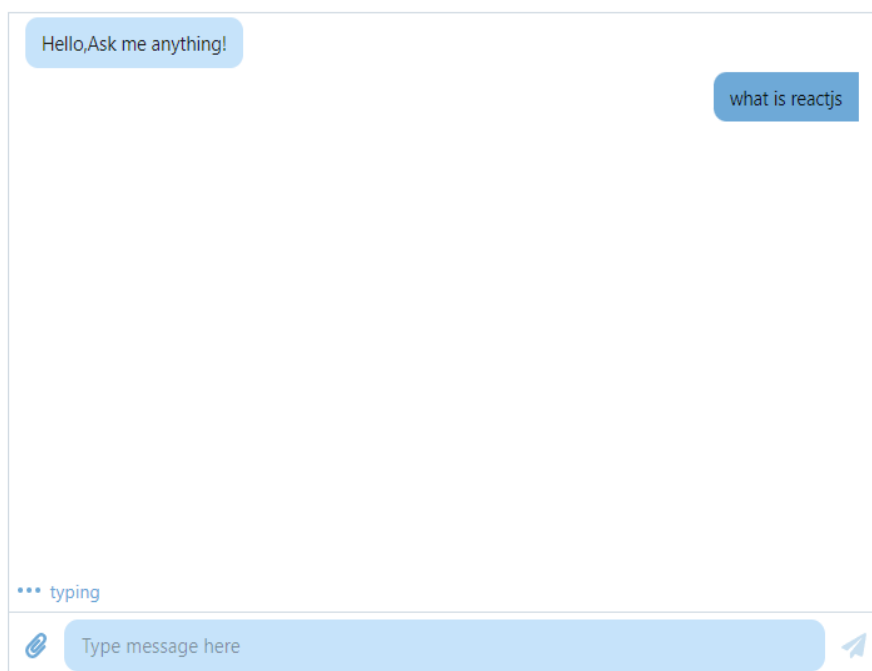 Hello,Ask me anything!
what is reactjs
typing
Type message here